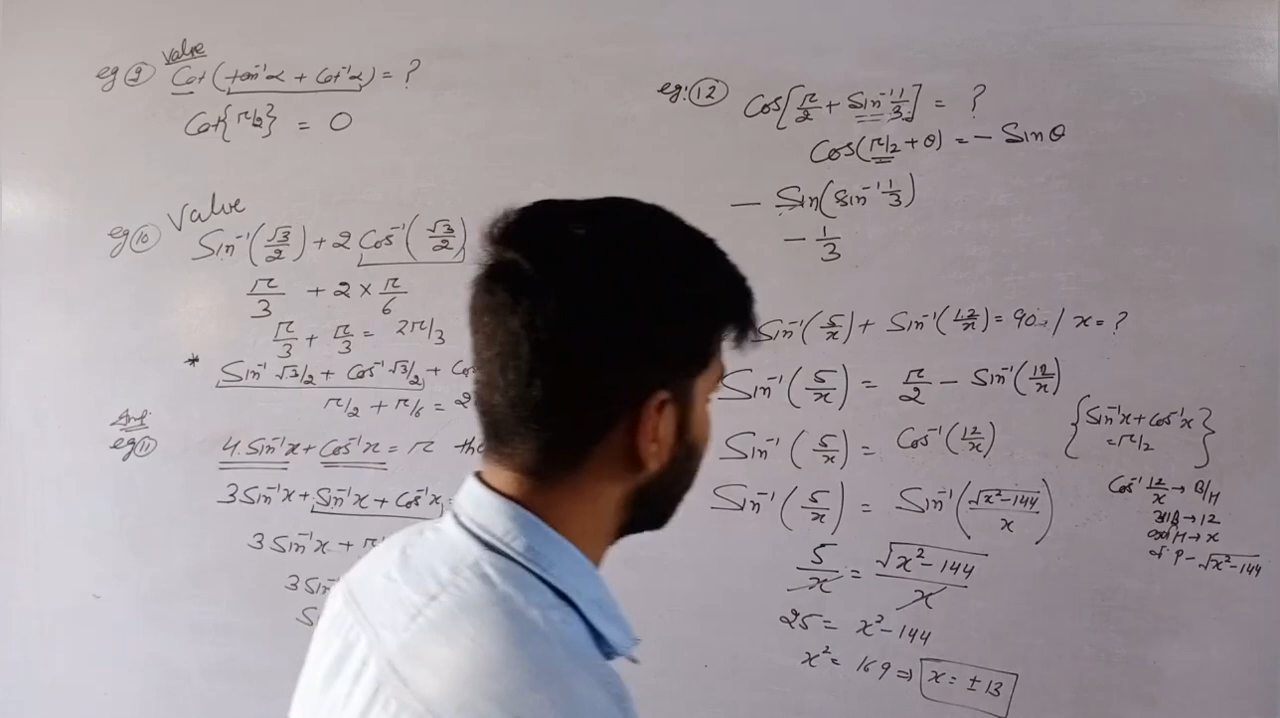 value
eg 9 Cot(tan⁻¹α + Cot⁻¹α) = ?
Cot{π/2} = 0
Value
eg 10 Sin⁻¹(√3/2) + 2 Cos⁻¹(√3/2)
π/3 + 2 × π/6
π/3 + π/3 = 2π/3
* Sin⁻¹ √3/2 + Cos⁻¹ √3/2 +
π/2 + π/6 = 2
Ans:
eg 11 4 Sin⁻¹x + Cos⁻¹x = π
3 Sin⁻¹x + Sin⁻¹x + Cos⁻¹x
3 Sin⁻¹x +
eg: 12 Cos[π/2 + Sin⁻¹ 1/3] = ?
Cos(π/2 + θ) = - Sin θ
- Sin(Sin⁻¹ 1/3)
- 1/3
Sin⁻¹(5/x) + Sin⁻¹(12/x) = 90 / x = ?
Sin⁻¹(5/x) = π/2 - Sin⁻¹(12/x)
Sin⁻¹(5/x) = Cos⁻¹(12/x)
{Sin⁻¹x + Cos⁻¹x
= π/2}
Sin⁻¹(5/x) = Sin⁻¹(√x²-144/x)
5/x = √x²-144/x
25 = x²-144
x² = 169 ⇒ x = ±13
Cos⁻¹ 12/x → B/H
B → 12
H → x
P - √x²-144